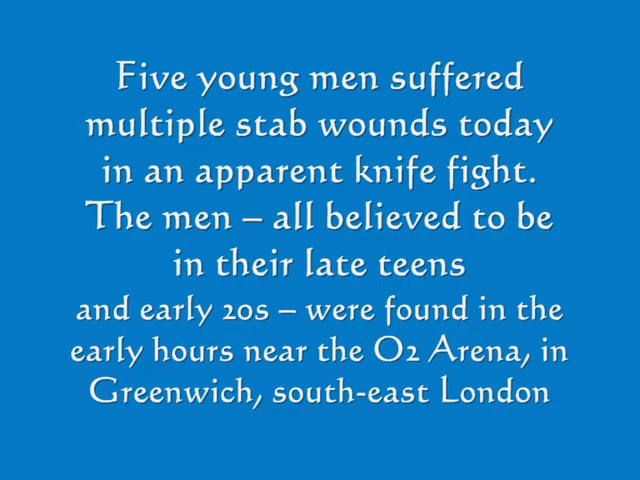 Five young men suffered
multiple stab wounds today
in an apparent knife fight.
The men – all believed to be
in their late teens
and early 20s – were found in the
early hours near the O2 Arena, in
Greenwich, south-east London